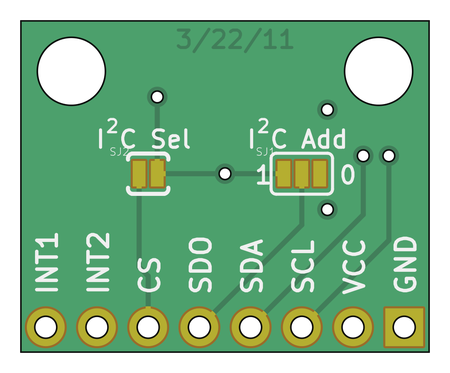 3/22/11
I²C Sel
I²C Add
SJ2
SJ1
1
0
INT1
INT2
CS
SDO
SDA
SCL
VCC
GND